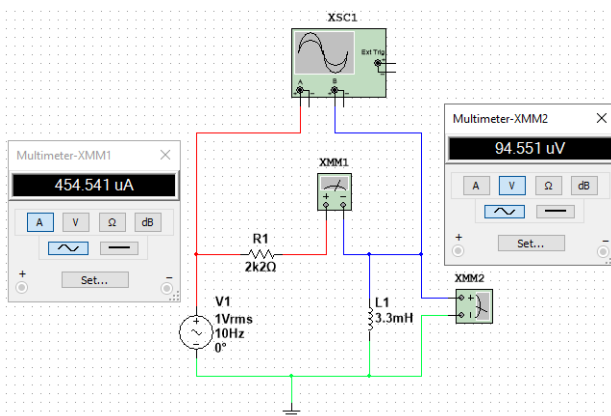 XSC1
Ext Trig
+
-
A
B
+ - + -
Multimeter-XMM1
454.541 uA
A V Ω dB
Set...
+ -
XMM1
+ -
Multimeter-XMM2
94.551 uV
A V Ω dB
Set...
+ -
R1
2k2Ω
V1
1Vrms
10Hz
0°
L1
3.3mH
XMM2